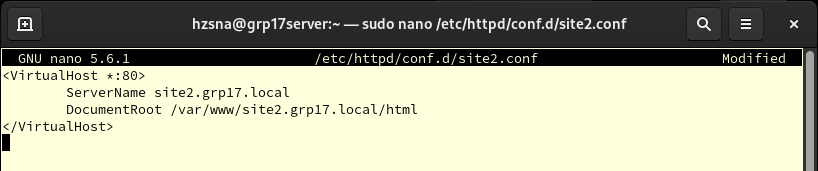 hzsna@grp17server:~ — sudo nano /etc/httpd/conf.d/site2.conf
GNU nano 5.6.1 /etc/httpd/conf.d/site2.conf Modified
<VirtualHost *:80>
        ServerName site2.grp17.local
        DocumentRoot /var/www/site2.grp17.local/html
</VirtualHost>